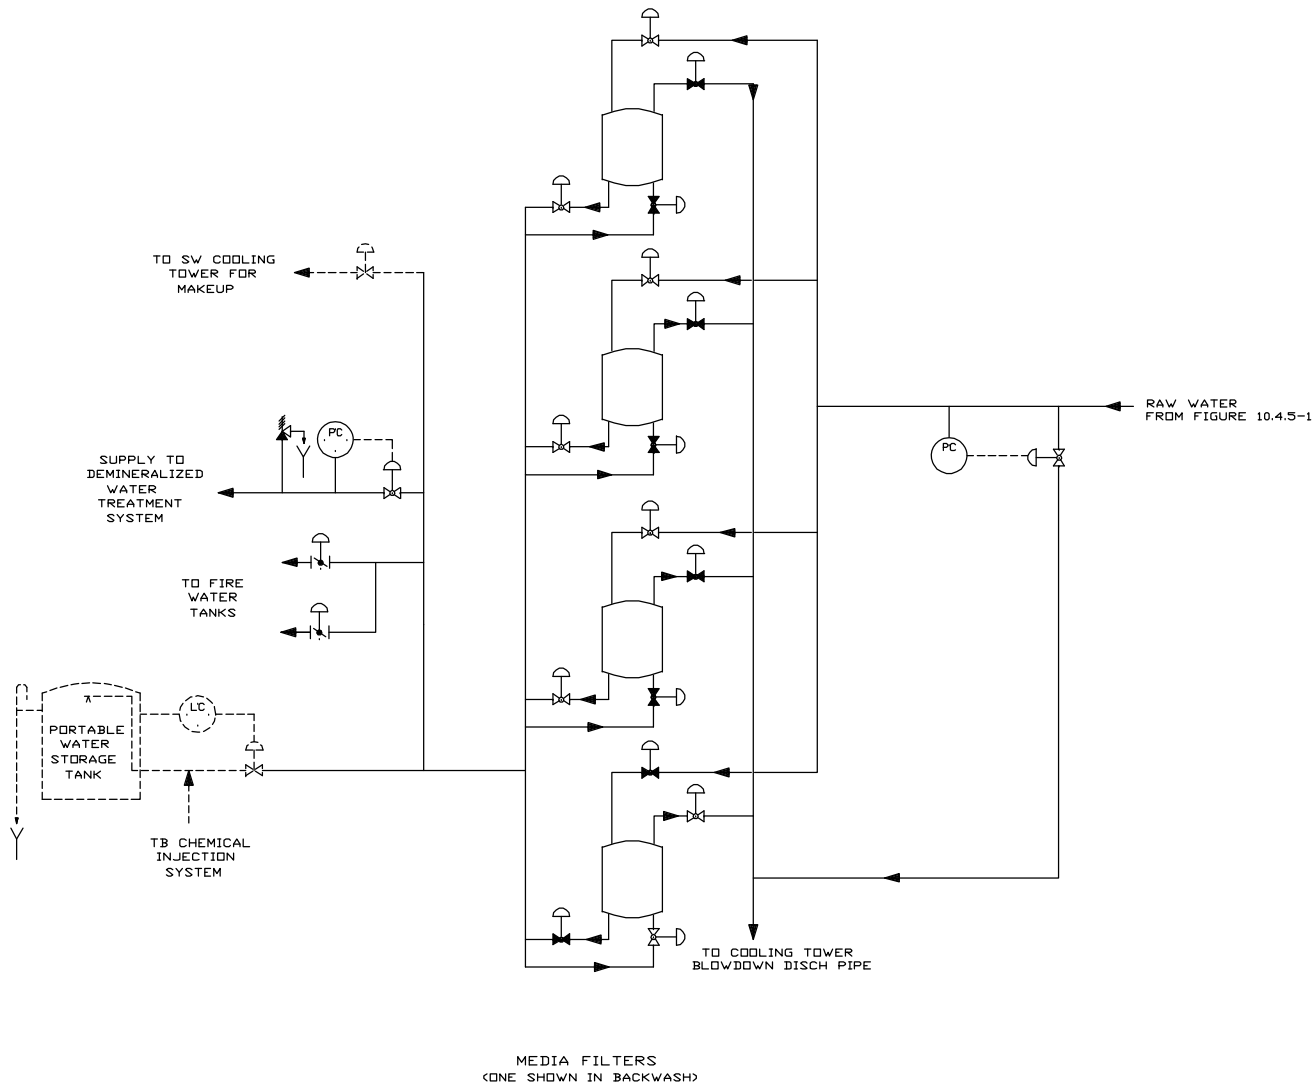 TO SW COOLING
TOWER FOR
MAKEUP
PC
SUPPLY TO
DEMINERALIZED
WATER
TREATMENT
SYSTEM
TO FIRE
WATER
TANKS
LC
PORTABLE
WATER
STORAGE
TANK
TB CHEMICAL
INJECTION
SYSTEM
RAW WATER
FROM FIGURE 10.4.5-1
PC
TO COOLING TOWER
BLOWDOWN DISCH PIPE
MEDIA FILTERS
(ONE SHOWN IN BACKWASH)